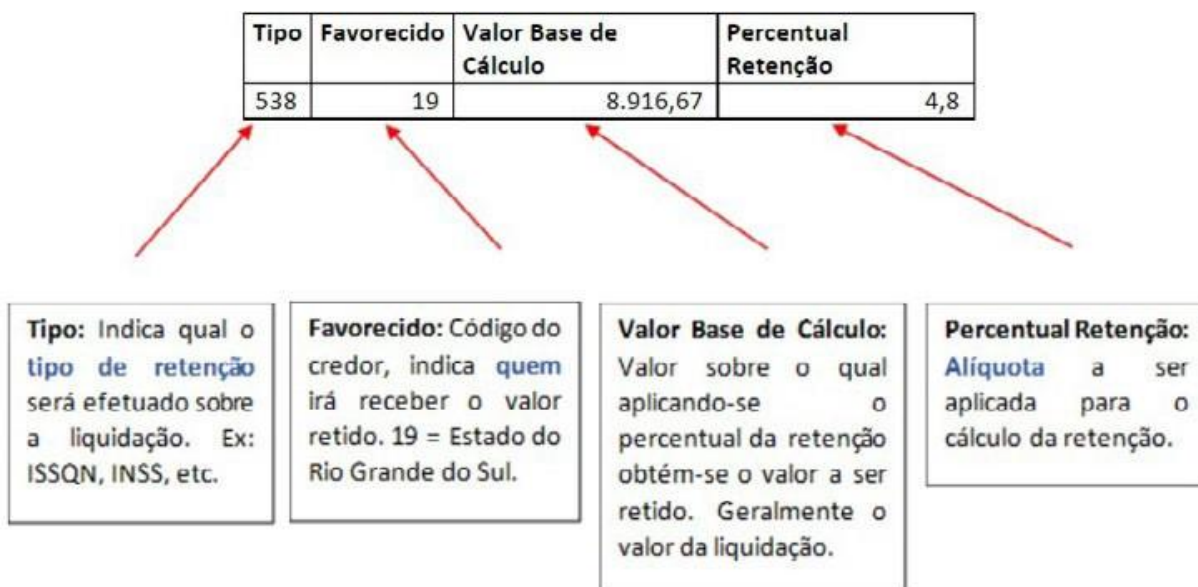 Tipo Favorecido Valor Base de Percentual
Cálculo Retenção
538 19 8.916,67 4,8
Tipo: Indica qual o
tipo de retenção
será efetuado sobre
a liquidação. Ex:
ISSQN, INSS, etc.
Favorecido: Código do
credor, indica quem
irá receber o valor
retido. 19 = Estado do
Rio Grande do Sul.
Valor Base de Cálculo:
Valor sobre o qual
aplicando-se o
percentual da retenção
obtém-se o valor a ser
retido. Geralmente o
valor da liquidação.
Percentual Retenção:
Alíquota a ser
aplicada para o
cálculo da retenção.